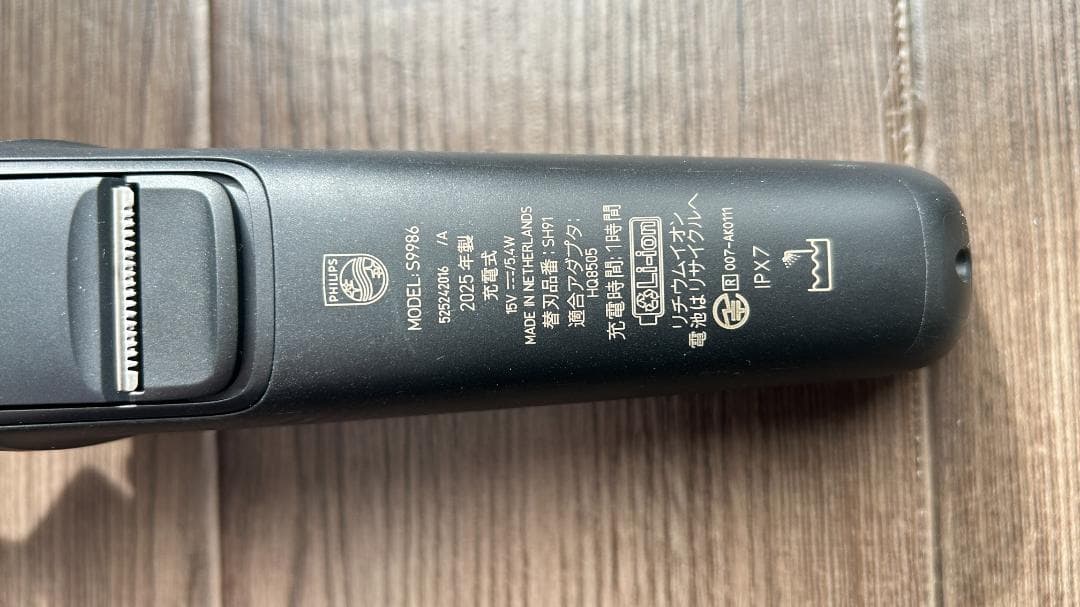 PHILIPS
MODEL: S9986
525242016 /A
2025 年製
充電式
15V ⎓/5.4W
MADE IN NETHERLANDS
替刃品番: SH91
適合アダプタ:
HQ8505
充電時間: 1時間
Li-ion
リチウムイオン
電池はリサイクルへ
R 007-AK0111
IPX7